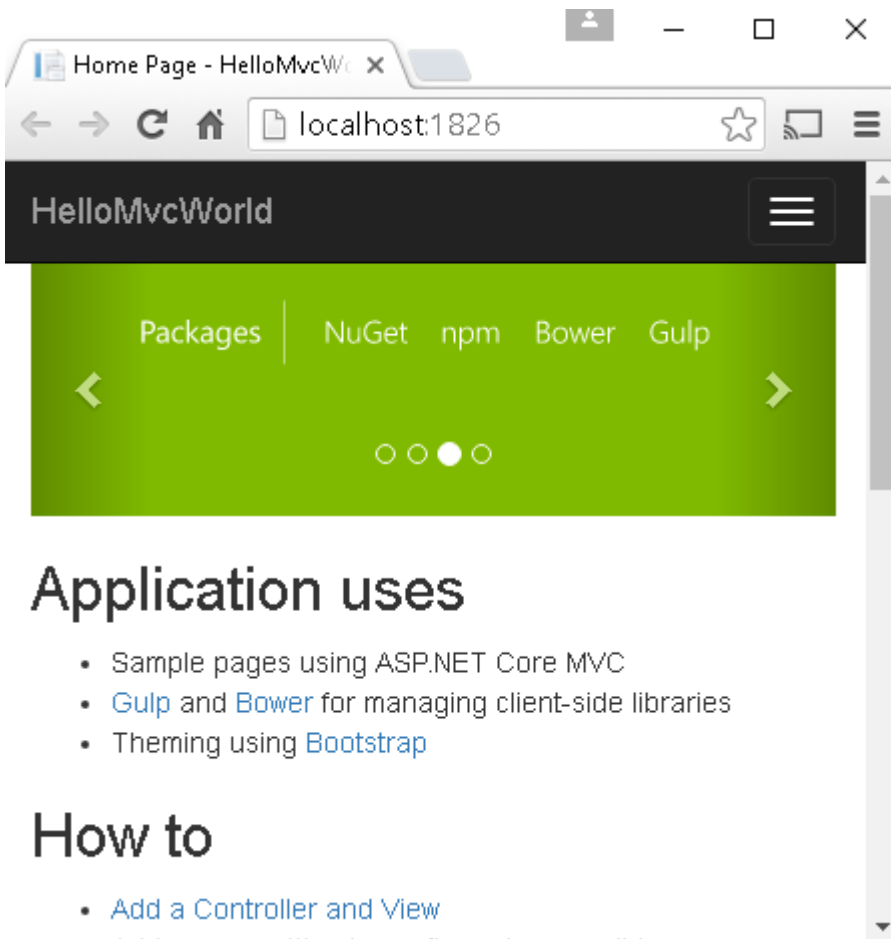 Home Page - HelloMvcW
localhost:1826
HelloMvcWorld
Packages NuGet npm Bower Gulp
Application uses
• Sample pages using ASP.NET Core MVC
• Gulp and Bower for managing client-side libraries
• Theming using Bootstrap
How to
• Add a Controller and View